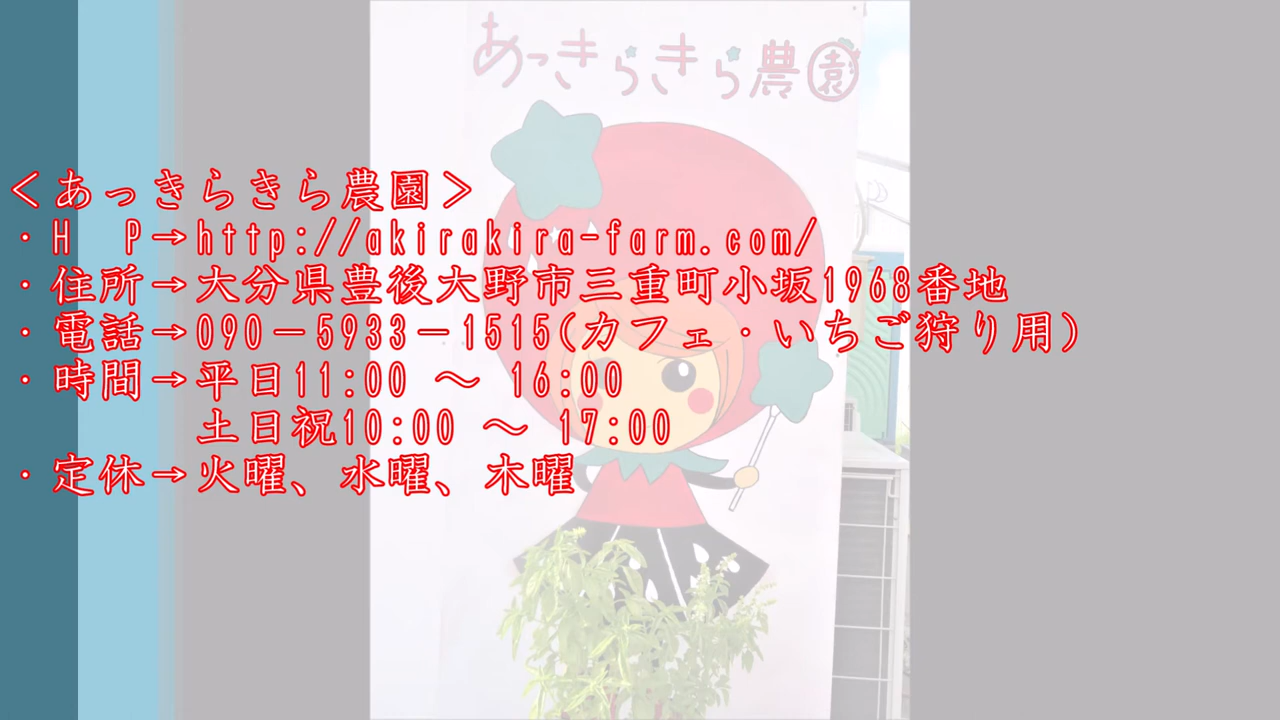 あっきらきら農園
＜あっきらきら農園＞
・H　P→http://akirakira-farm.com/
・住所→大分県豊後大野市三重町小坂1968番地
・電話→090－5933－1515(カフェ・いちご狩り用)
・時間→平日11:00 ～ 16:00
土日祝10:00 ～ 17:00
・定休→火曜、水曜、木曜